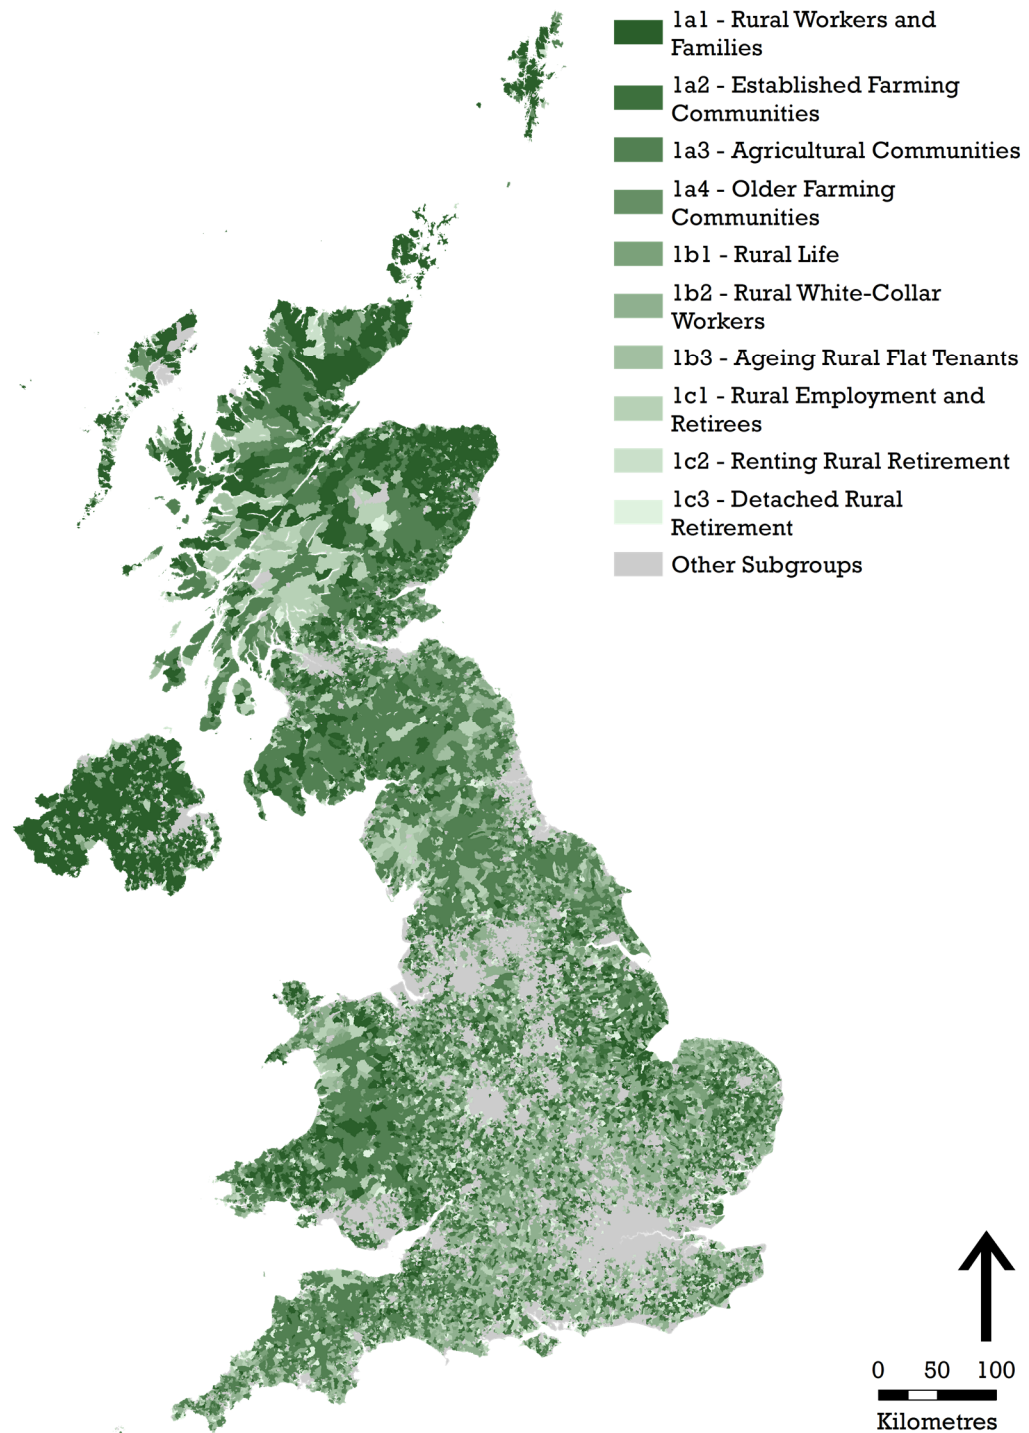 1a1 - Rural Workers and
Families
1a2 - Established Farming
Communities
1a3 - Agricultural Communities
1a4 - Older Farming
Communities
1b1 - Rural Life
1b2 - Rural White-Collar
Workers
1b3 - Ageing Rural Flat Tenants
1c1 - Rural Employment and
Retirees
1c2 - Renting Rural Retirement
1c3 - Detached Rural
Retirement
Other Subgroups
0 50 100
Kilometres